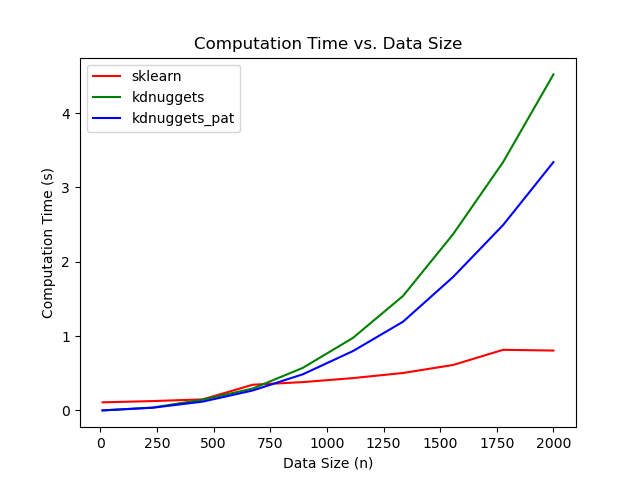 Computation Time vs. Data Size
sklearn
kdnuggets
kdnuggets_pat
Computation Time (s)
4
3
2
1
0
0 250 500 750 1000 1250 1500 1750 2000
Data Size (n)